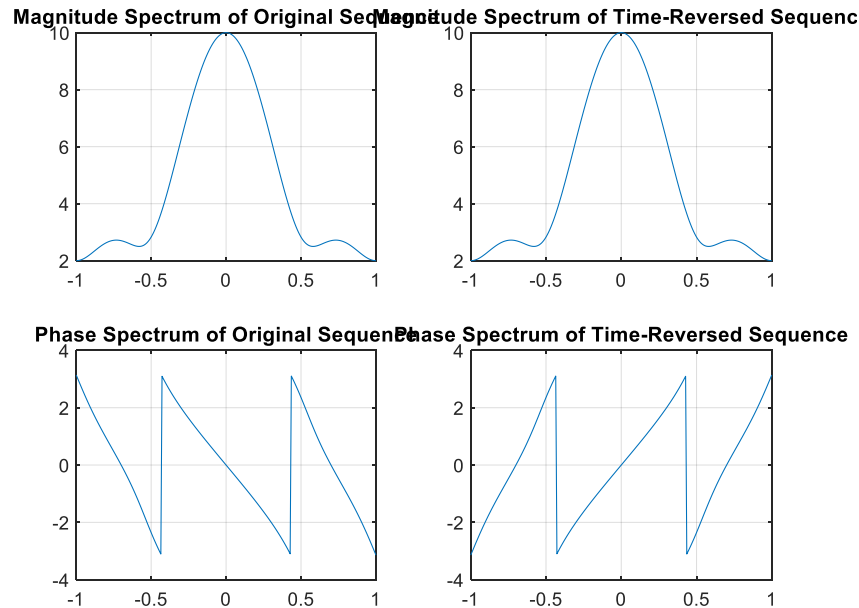 Magnitude Spectrum of Original Sequence
10
8
6
4
2
-1 -0.5 0 0.5 1
Magnitude Spectrum of Time-Reversed Sequenc
10
8
6
4
2
-1 -0.5 0 0.5 1
Phase Spectrum of Original Sequence
4
2
0
-2
-4
-1 -0.5 0 0.5 1
Phase Spectrum of Time-Reversed Sequence
4
2
0
-2
-4
-1 -0.5 0 0.5 1